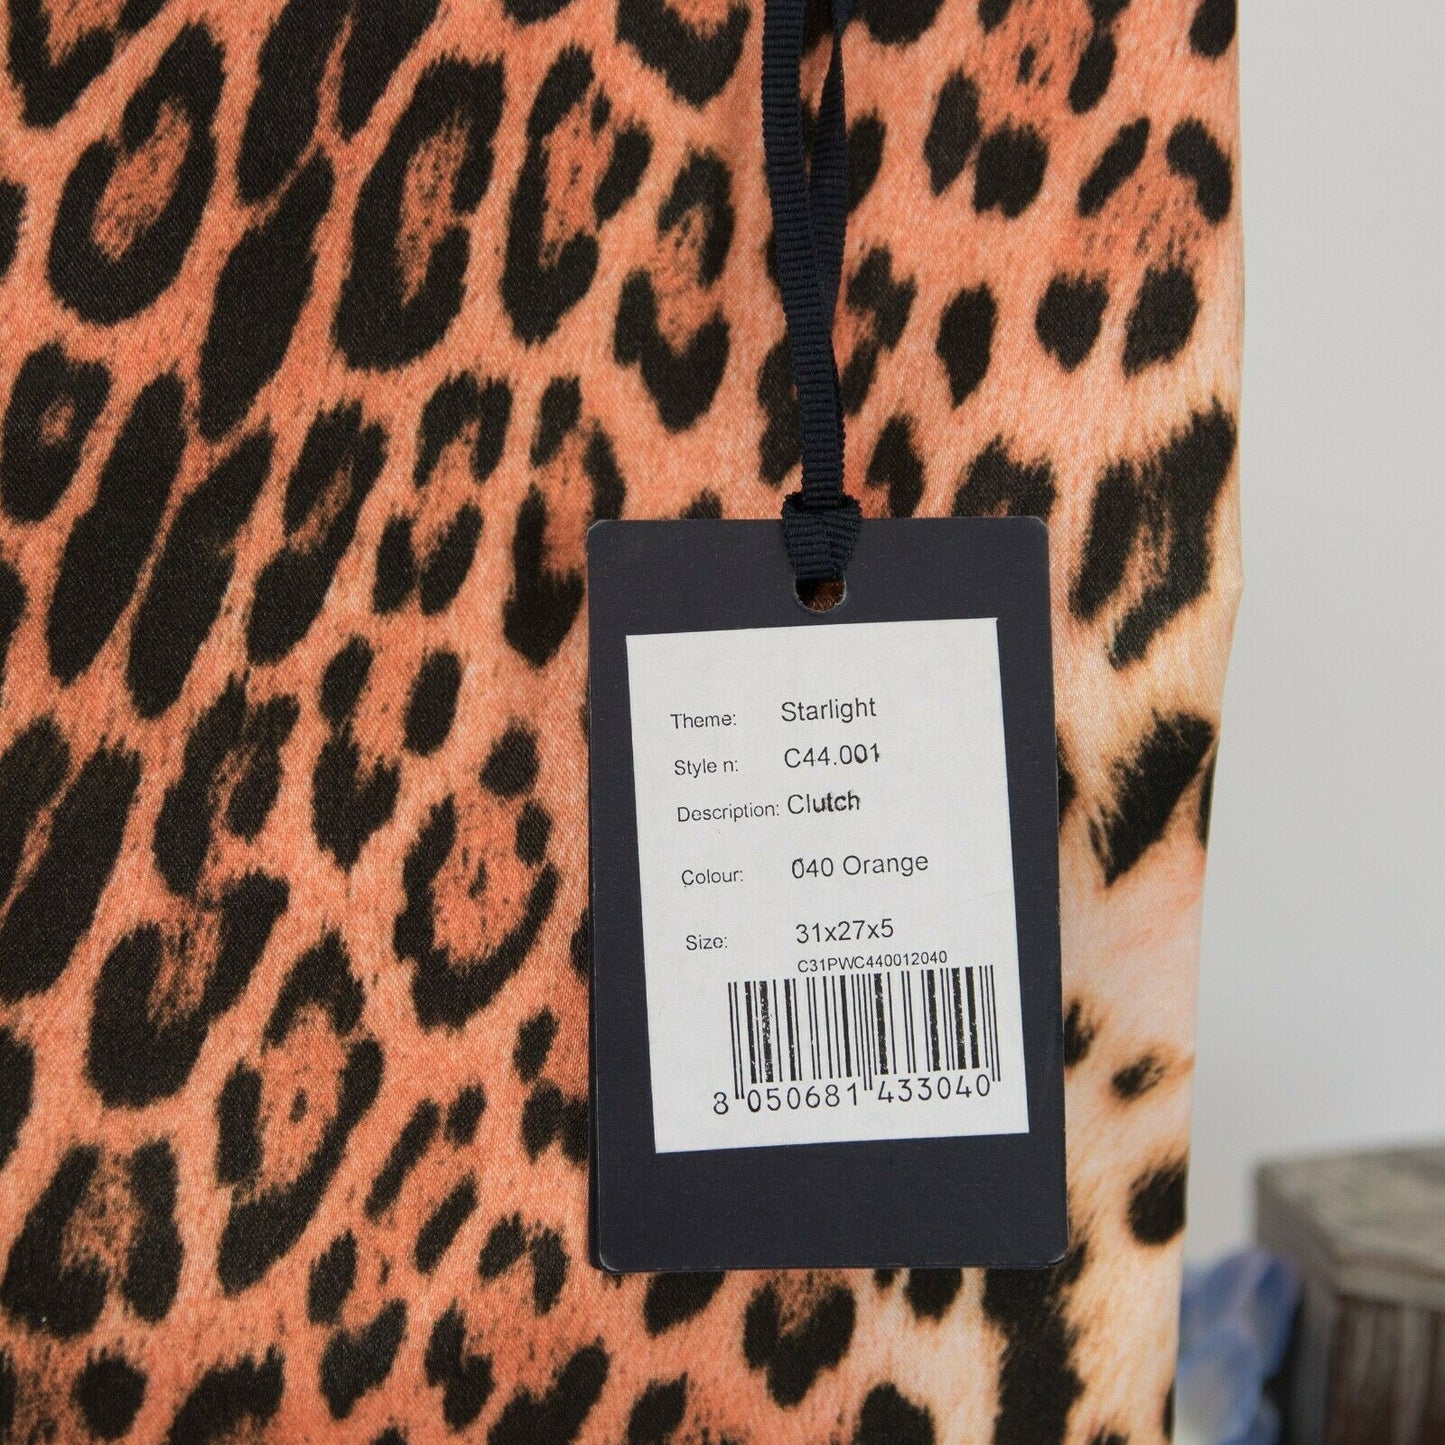 Theme: Starlight
Style n: C44.001
Description: Clutch
Colour: 040 Orange
Size: 31x27x5
C31PWC440012040
8 050681 433040